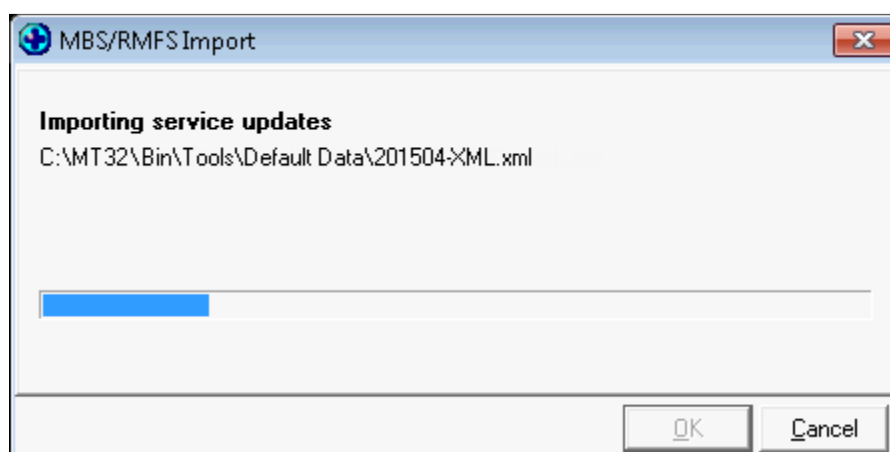 MBS/RMFS Import
Importing service updates
C:\MT32\Bin\Tools\Default Data\201504-XML.xml
OK
Cancel